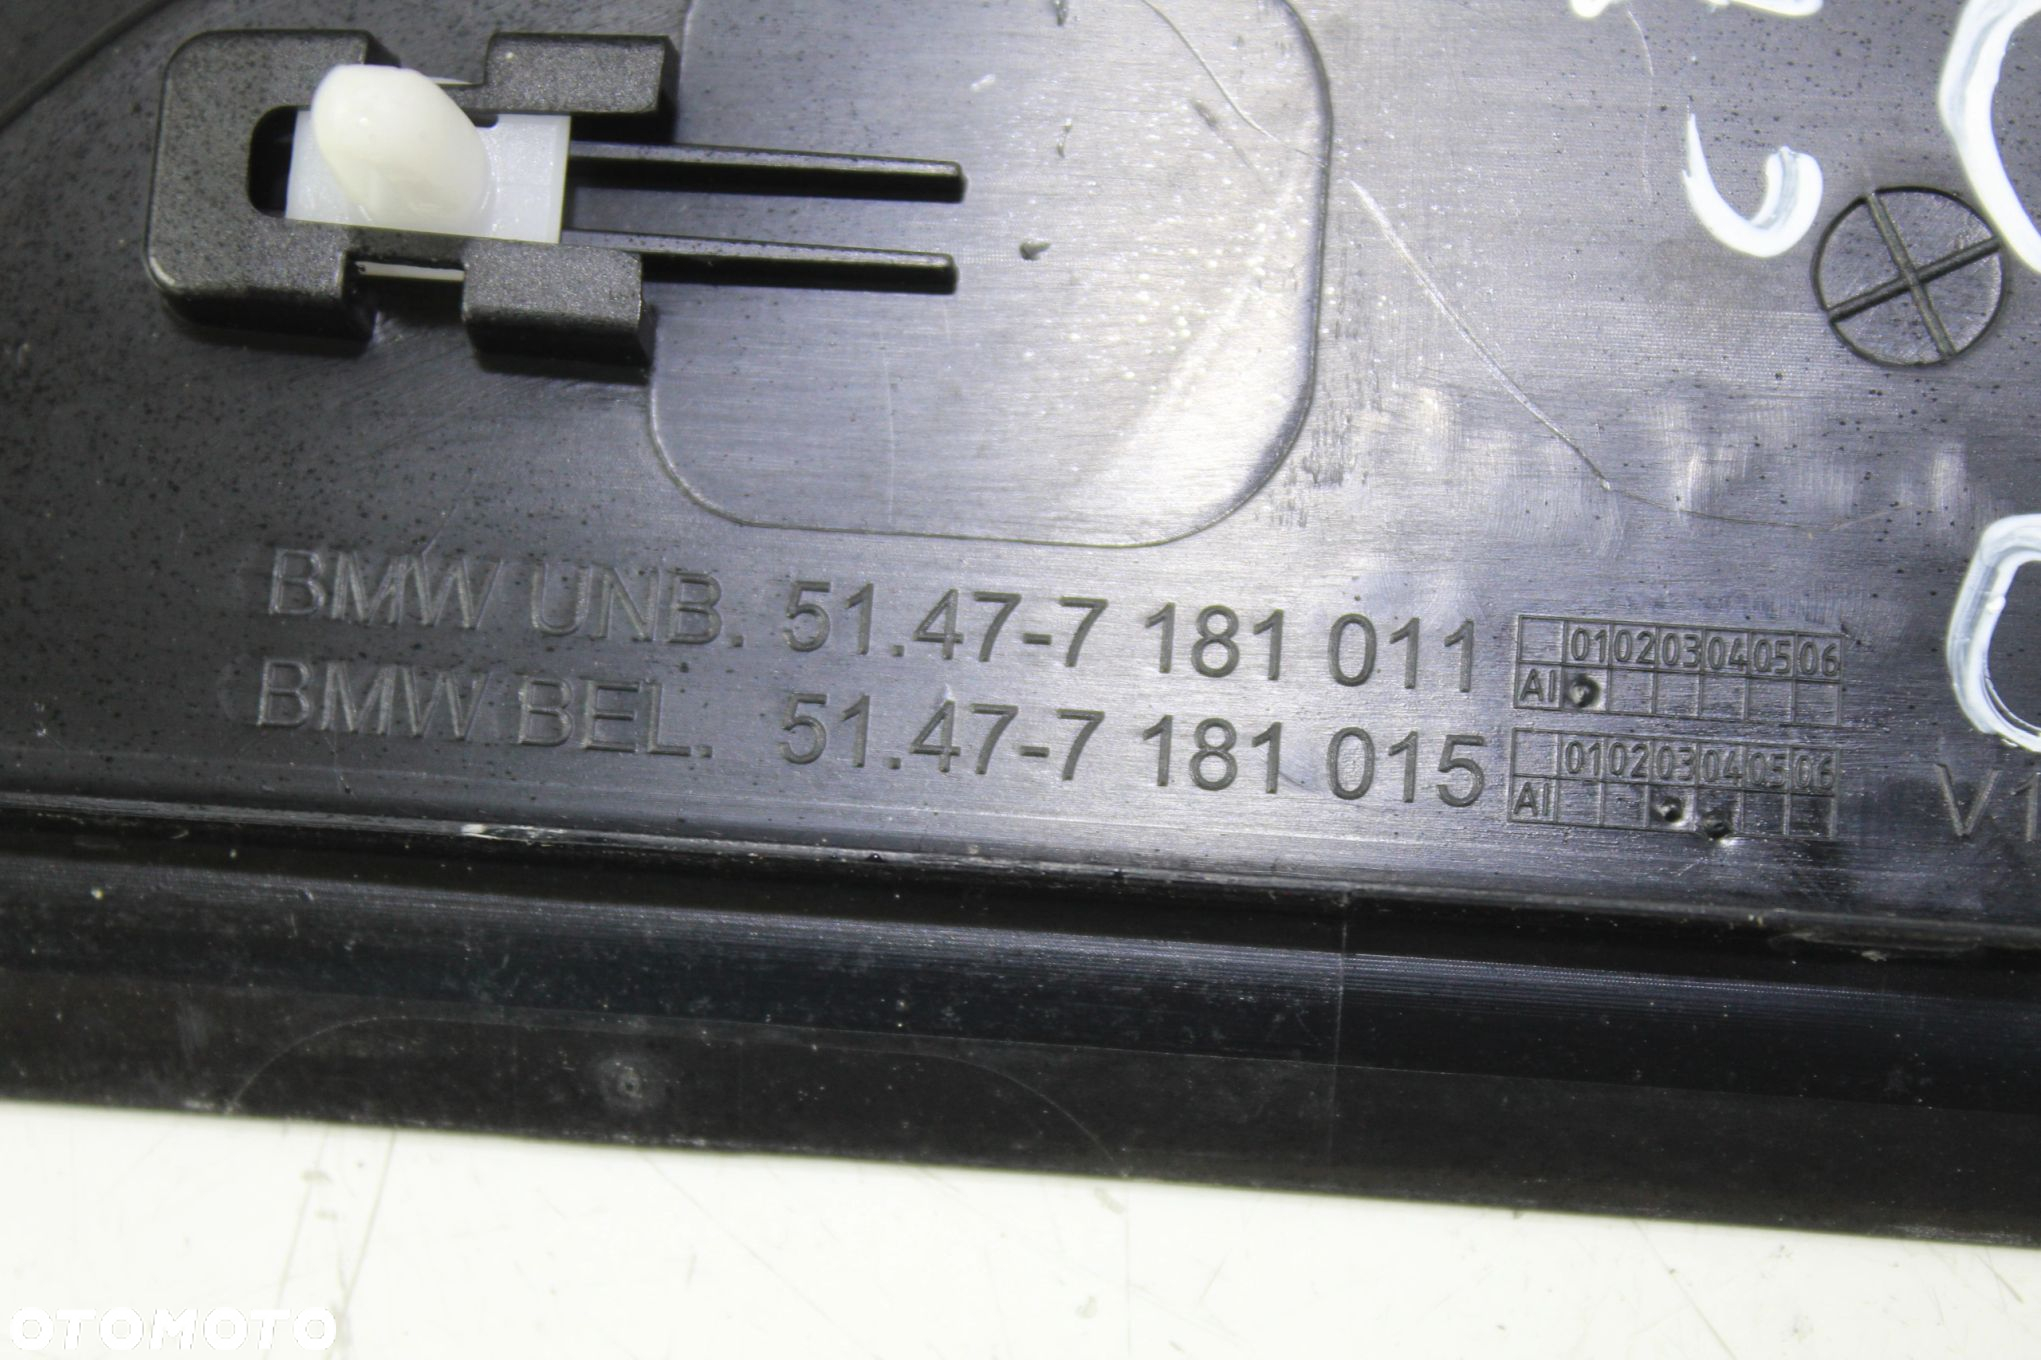 BMW UNB. 51.47-7 181 011
01 02 03 04 05 06
AI
BMW BEL. 51.47-7 181 015
01 02 03 04 05 06
AI
V1
OTOMOTO